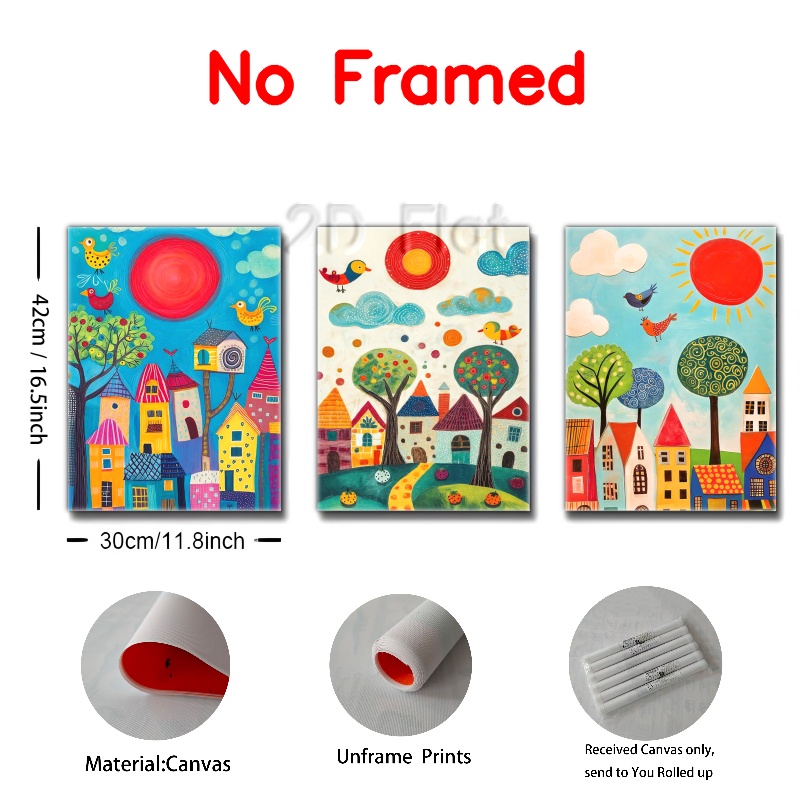 No Framed
2D Flat
42cm / 16.5inch
30cm/11.8inch
Material:Canvas
Unframe Prints
Received Canvas only,
send to You Rolled up